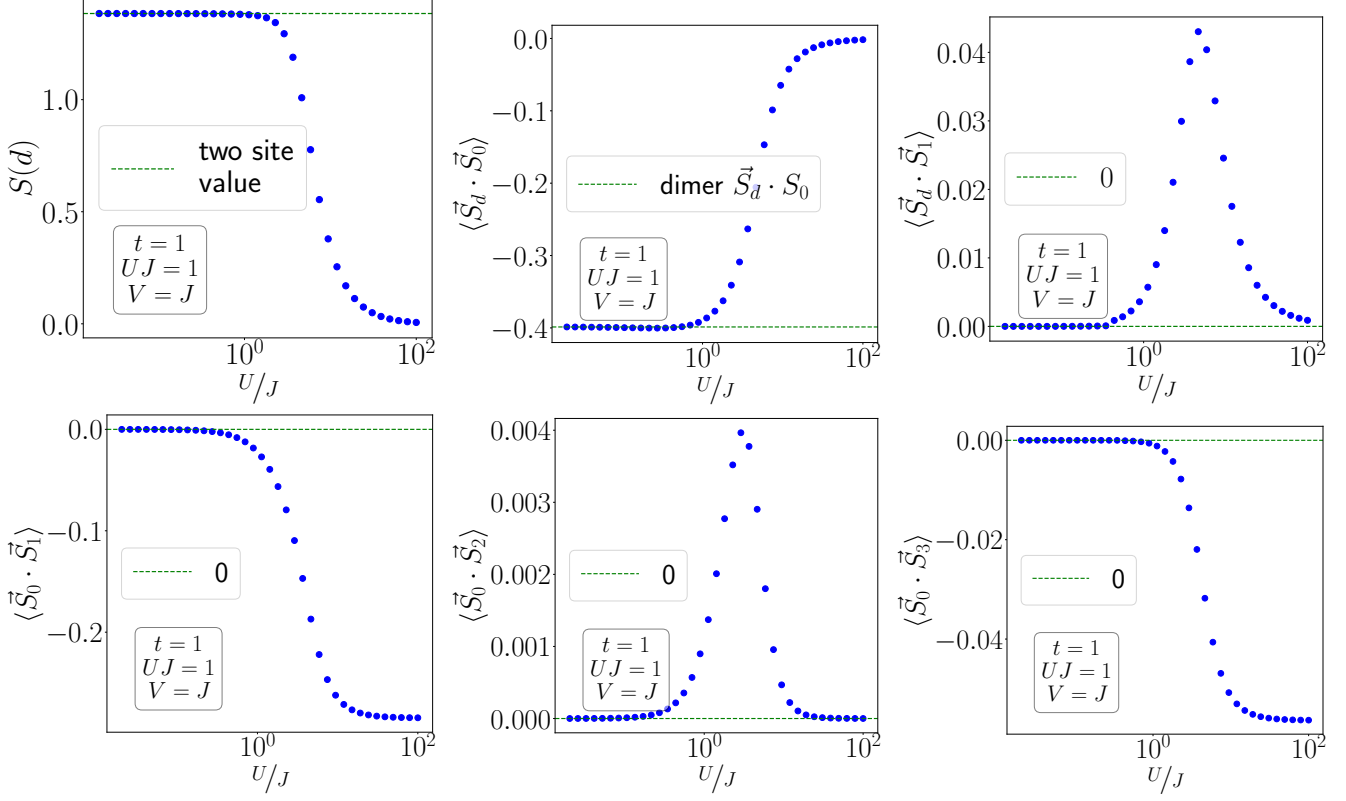 S(d)
1.0
0.5
0.0
two site
value
t = 1
UJ = 1
V = J
10^0
10^2
U/J
⟨S⃗_d · S⃗_0⟩
0.0
−0.1
−0.2
−0.3
−0.4
dimer S⃗_d · S_0
t = 1
UJ = 1
V = J
10^0
10^2
U/J
⟨S⃗_d · S⃗_1⟩
0.04
0.03
0.02
0.01
0.00
0
t = 1
UJ = 1
V = J
10^0
10^2
U/J
⟨S⃗_0 · S⃗_1⟩
0.0
−0.1
−0.2
0
t = 1
UJ = 1
V = J
10^0
10^2
U/J
⟨S⃗_0 · S⃗_2⟩
0.004
0.003
0.002
0.001
0.000
0
t = 1
UJ = 1
V = J
10^0
10^2
U/J
⟨S⃗_0 · S⃗_3⟩
0.00
−0.02
−0.04
0
t = 1
UJ = 1
V = J
10^0
10^2
U/J